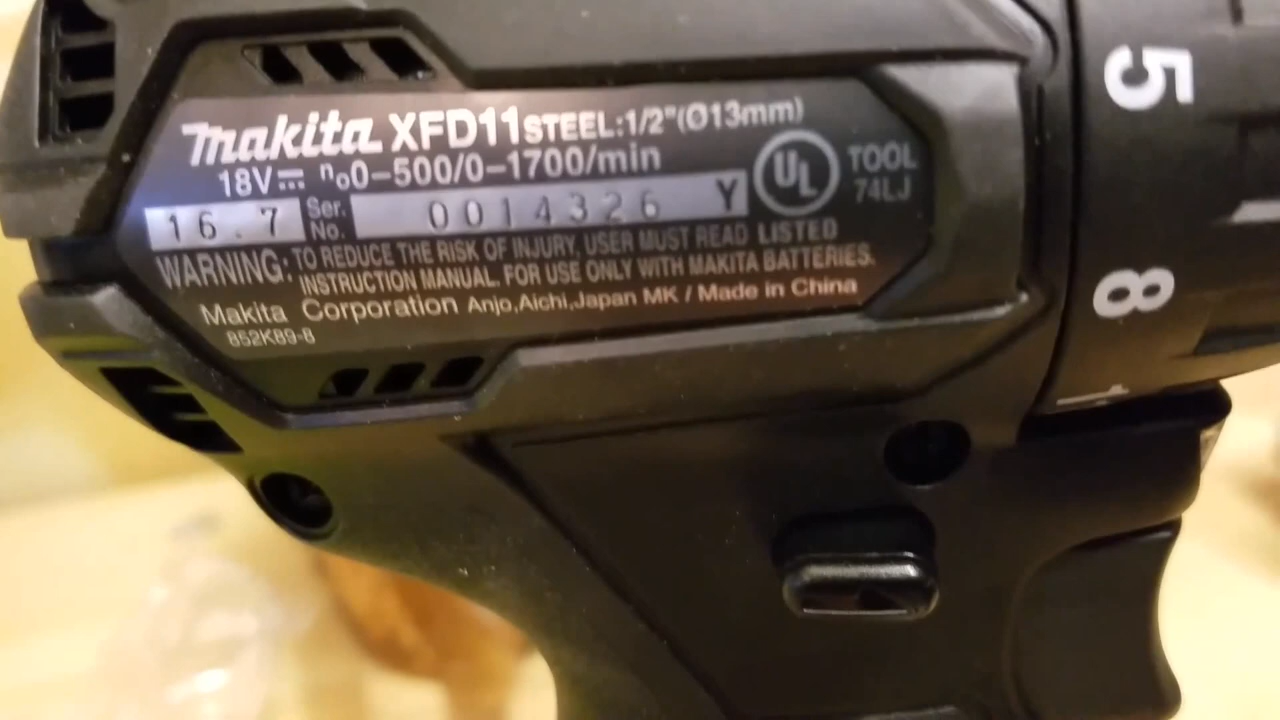 makita XFD11 STEEL:1/2"(Ø13mm)
18V⎓ n₀0-500/0-1700/min
16.7 Ser. No. 0014326 Y
UL
LISTED
TOOL
74LJ
WARNING: TO REDUCE THE RISK OF INJURY, USER MUST READ
INSTRUCTION MANUAL. FOR USE ONLY WITH MAKITA BATTERIES.
Makita Corporation Anjo,Aichi,Japan MK / Made in China
852K89-8
5
8